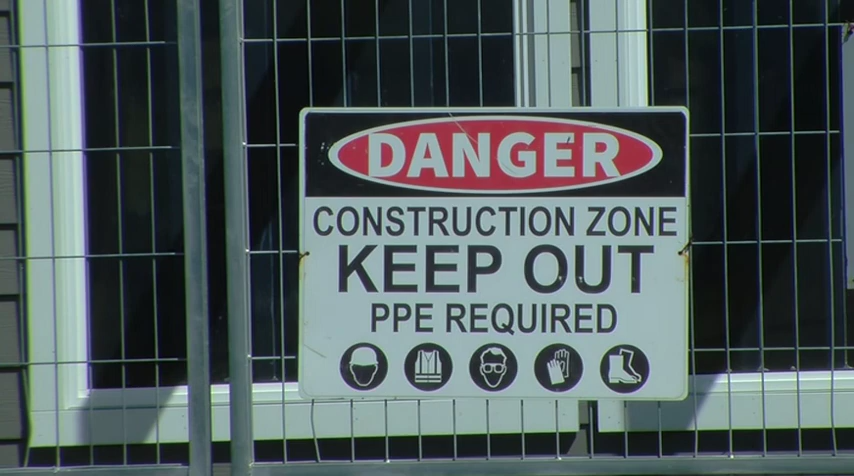 DANGER
CONSTRUCTION ZONE
KEEP OUT
PPE REQUIRED